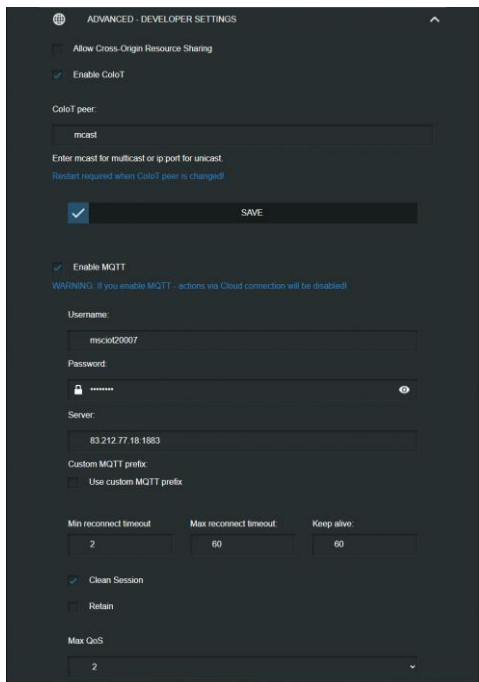 ADVANCED - DEVELOPER SETTINGS
Allow Cross-Origin Resource Sharing
Enable CoIoT
CoIoT peer:
mcast
Enter mcast for multicast or ip:port for unicast.
Restart required when CoIoT peer is changed!
SAVE
Enable MQTT
WARNING: If you enable MQTT - actions via Cloud connection will be disabled!
Username:
msciot20007
Password:
••••••••
Server:
83.212.77.18:1883
Custom MQTT prefix:
Use custom MQTT prefix
Min reconnect timeout Max reconnect timeout: Keep alive:
2 60 60
Clean Session
Retain
Max QoS
2